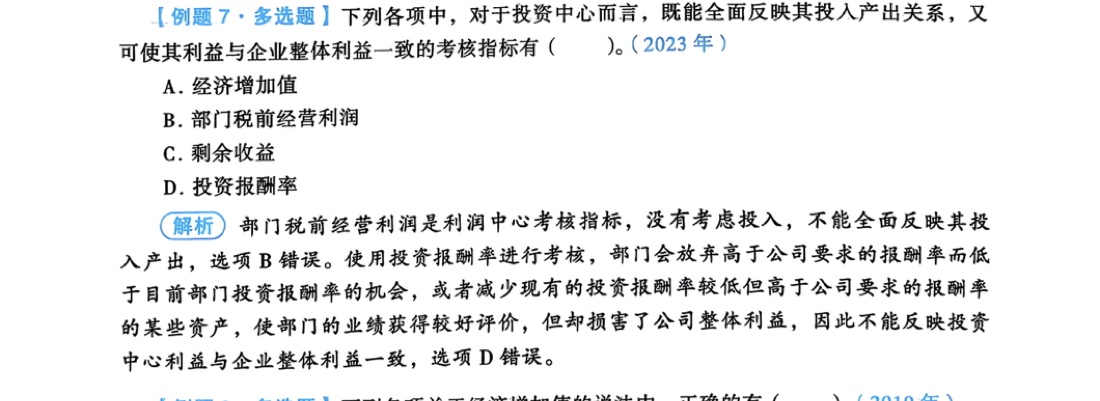 【例题7·多选题】下列各项中，对于投资中心而言，既能全面反映其投入产出关系，又
可使其利益与企业整体利益一致的考核指标有（　　）。（2023年）
A. 经济增加值
B. 部门税前经营利润
C. 剩余收益
D. 投资报酬率
解析 部门税前经营利润是利润中心考核指标，没有考虑投入，不能全面反映其投
入产出，选项B错误。使用投资报酬率进行考核，部门会放弃高于公司要求的报酬率而低
于目前部门投资报酬率的机会，或者减少现有的投资报酬率较低但高于公司要求的报酬率
的某些资产，使部门的业绩获得较好评价，但却损害了公司整体利益，因此不能反映投资
中心利益与企业整体利益一致，选项D错误。